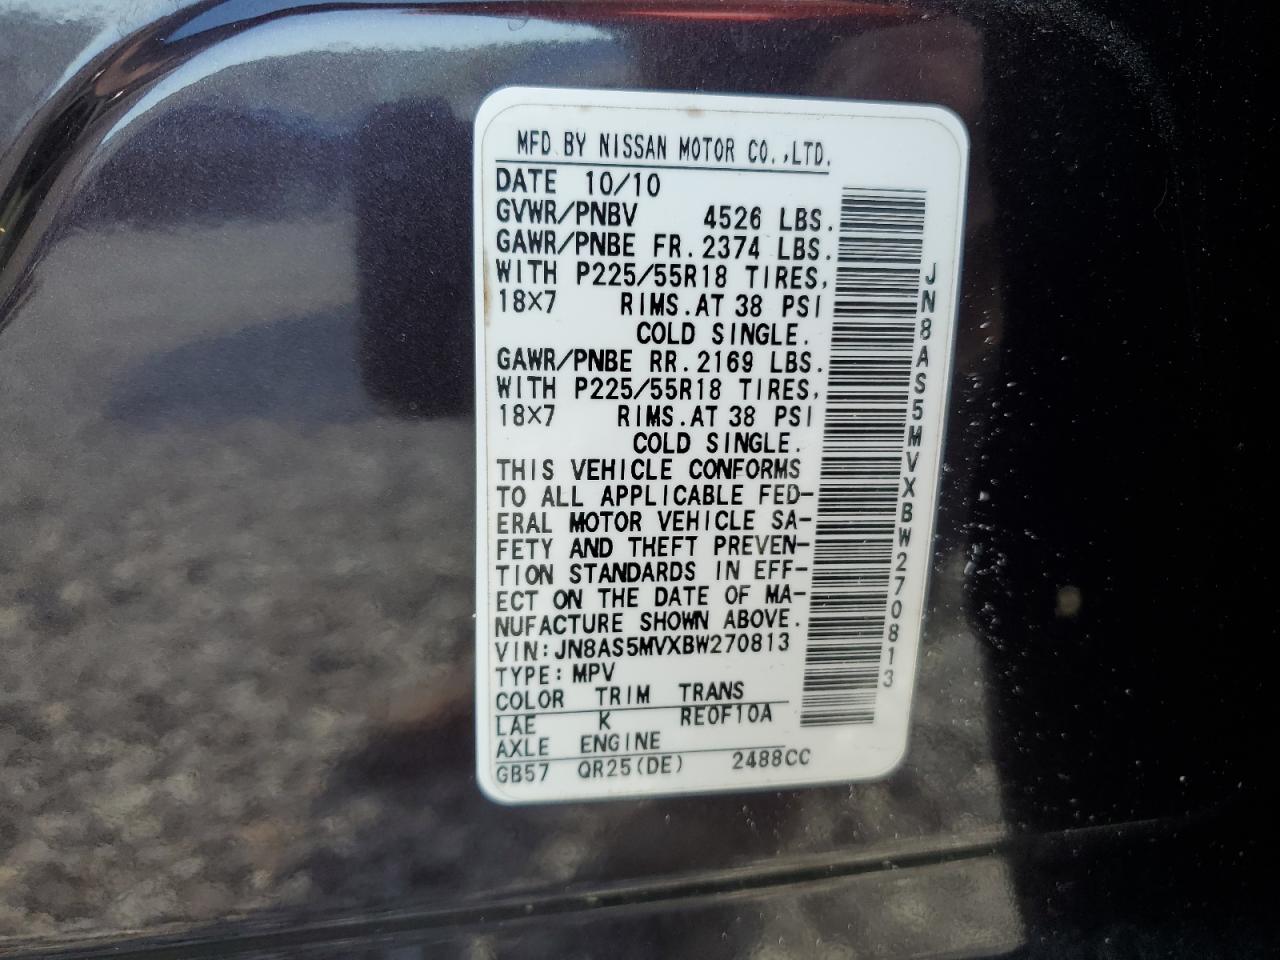 MFD.BY NISSAN MOTOR CO.,LTD.
DATE 10/10
GVWR/PNBV 4526 LBS.
GAWR/PNBE FR.2374 LBS.
WITH P225/55R18 TIRES,
18×7 RIMS.AT 38 PSI
COLD SINGLE.
GAWR/PNBE RR.2169 LBS.
WITH P225/55R18 TIRES,
18×7 RIMS.AT 38 PSI
COLD SINGLE.
THIS VEHICLE CONFORMS
TO ALL APPLICABLE FED-
ERAL MOTOR VEHICLE SA-
FETY AND THEFT PREVEN-
TION STANDARDS IN EFF-
ECT ON THE DATE OF MA-
NUFACTURE SHOWN ABOVE.
VIN:JN8AS5MVXBW270813
TYPE:MPV
COLOR TRIM TRANS
LAE K RE0F10A
AXLE ENGINE
GB57 QR25(DE) 2488CC
JN8AS5MVXBW270813